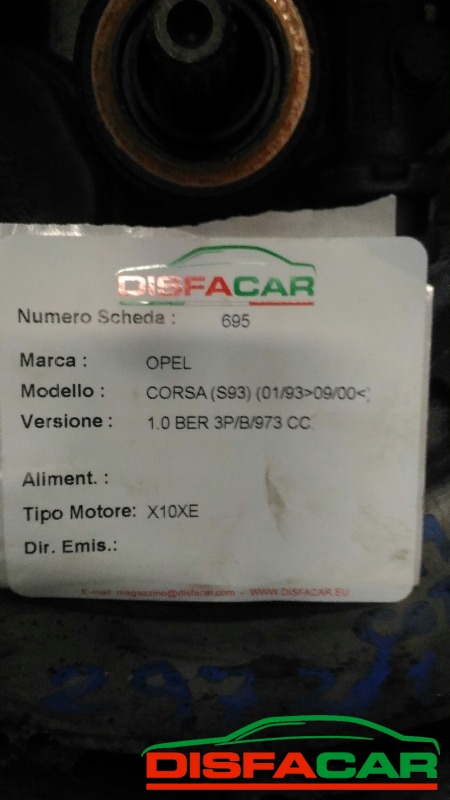 DISFACAR
Numero Scheda : 695
Marca : OPEL
Modello : CORSA (S93) (01/93>09/00<)
Versione : 1.0 BER 3P/B/973 CC.
Aliment. :
Tipo Motore: X10XE
Dir. Emis.:
E-mail magazzino@disfacar.com - WWW.DISFACAR.EU
DISFACAR